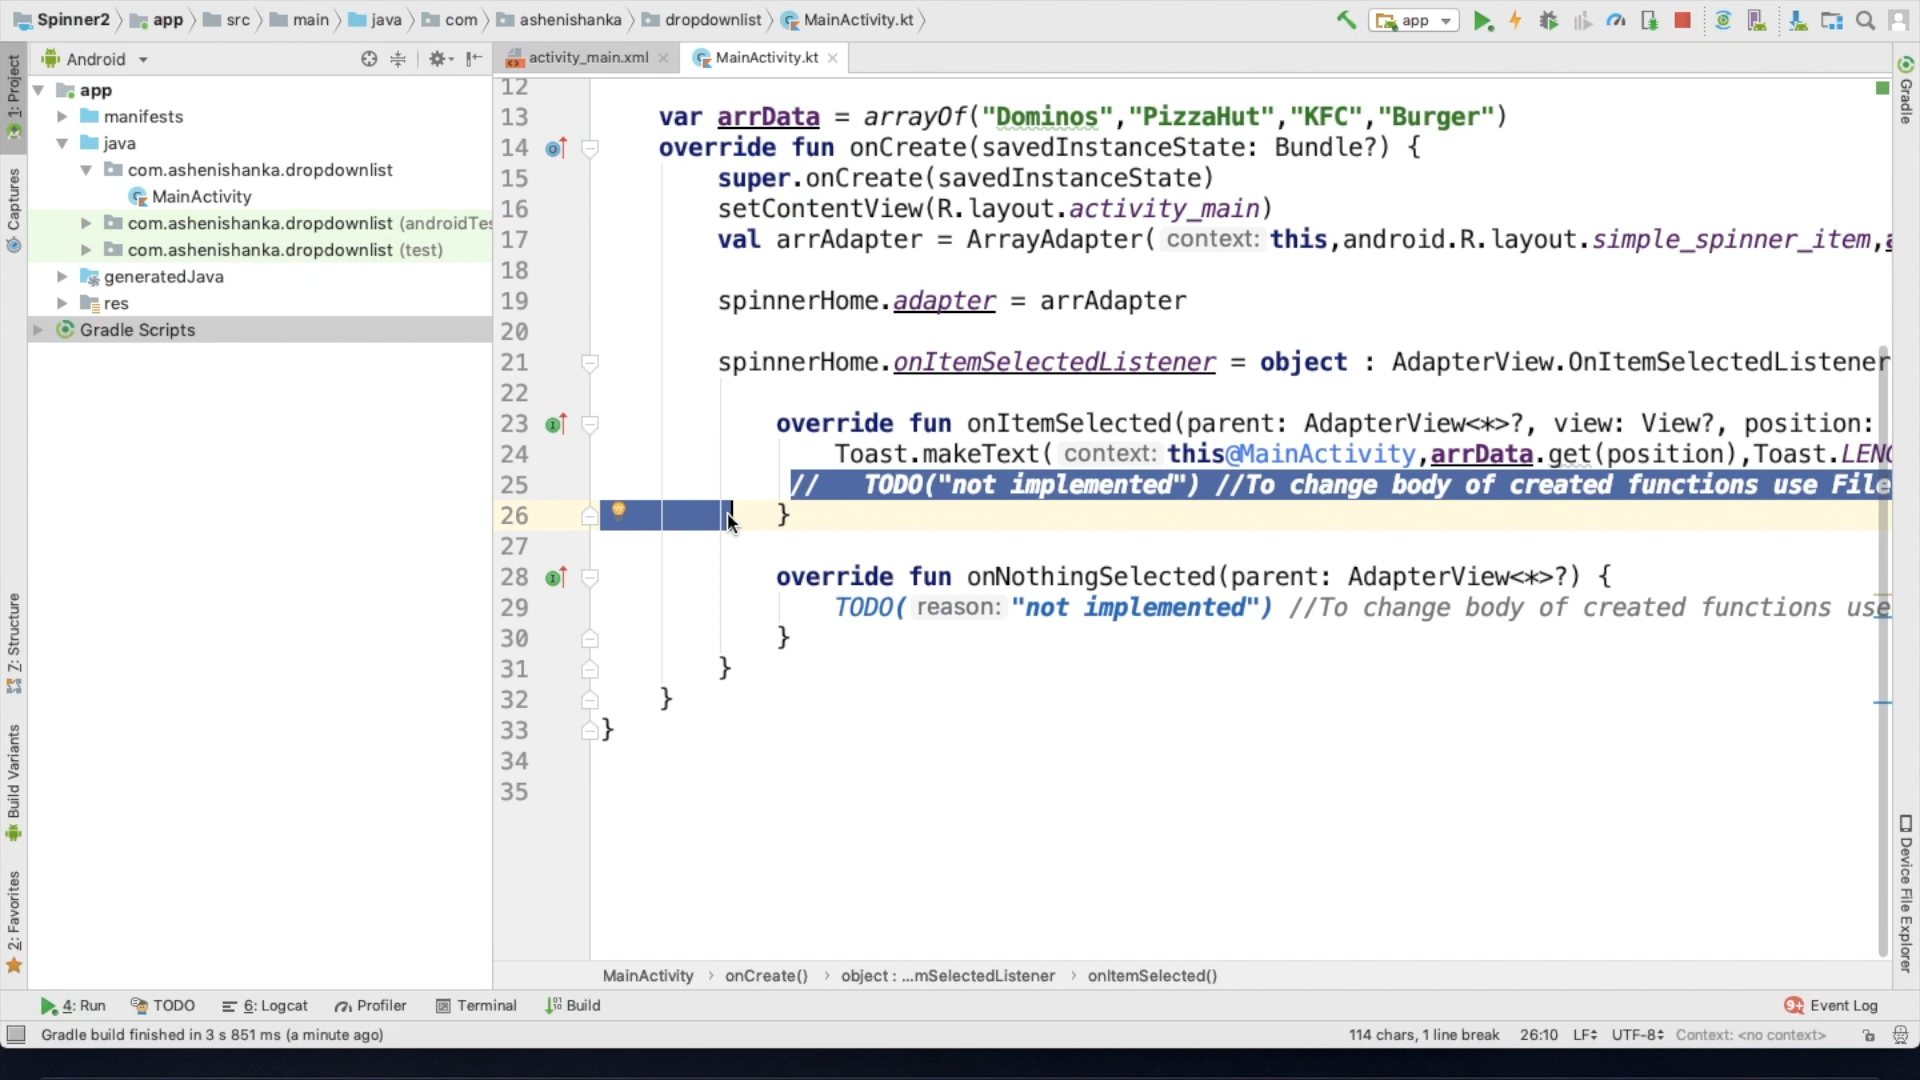 Spinner2 app src main java com ashenishanka dropdownlist MainActivity.kt
app
1: Project
Captures
7: Structure
Build Variants
2: Favorites
Android
app
manifests
java
com.ashenishanka.dropdownlist
MainActivity
com.ashenishanka.dropdownlist (androidTes
com.ashenishanka.dropdownlist (test)
generatedJava
res
Gradle Scripts
activity_main.xml MainActivity.kt
12
13 var arrData = arrayOf("Dominos","PizzaHut","KFC","Burger")
14 override fun onCreate(savedInstanceState: Bundle?) {
15 super.onCreate(savedInstanceState)
16 setContentView(R.layout.activity_main)
17 val arrAdapter = ArrayAdapter( context: this,android.R.layout.simple_spinner_item,a
18
19 spinnerHome.adapter = arrAdapter
20
21 spinnerHome.onItemSelectedListener = object : AdapterView.OnItemSelectedListener
22
23 override fun onItemSelected(parent: AdapterView<*>?, view: View?, position:
24 Toast.makeText( context: this@MainActivity,arrData.get(position),Toast.LENG
25 // TODO("not implemented") //To change body of created functions use File
26 }
27
28 override fun onNothingSelected(parent: AdapterView<*>?) {
29 TODO( reason: "not implemented") //To change body of created functions use
30 }
31 }
32 }
33 }
34
35
MainActivity › onCreate() › object : ...mSelectedListener › onItemSelected()
Gradle
Device File Explorer
4: Run TODO 6: Logcat Profiler Terminal Build
9+ Event Log
Gradle build finished in 3 s 851 ms (a minute ago)
114 chars, 1 line break 26:10 LF UTF-8 Context: <no context>